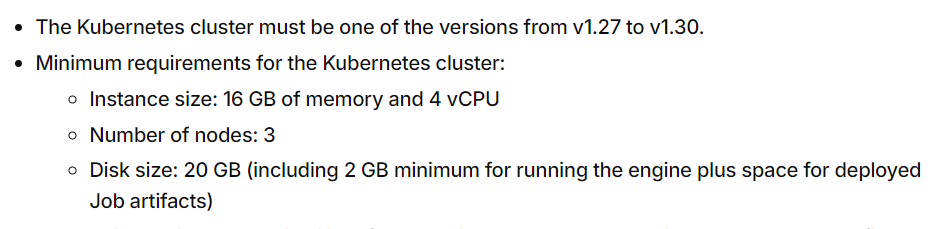 The Kubernetes cluster must be one of the versions from v1.27 to v1.30.
Minimum requirements for the Kubernetes cluster:
Instance size: 16 GB of memory and 4 vCPU
Number of nodes: 3
Disk size: 20 GB (including 2 GB minimum for running the engine plus space for deployed
Job artifacts)